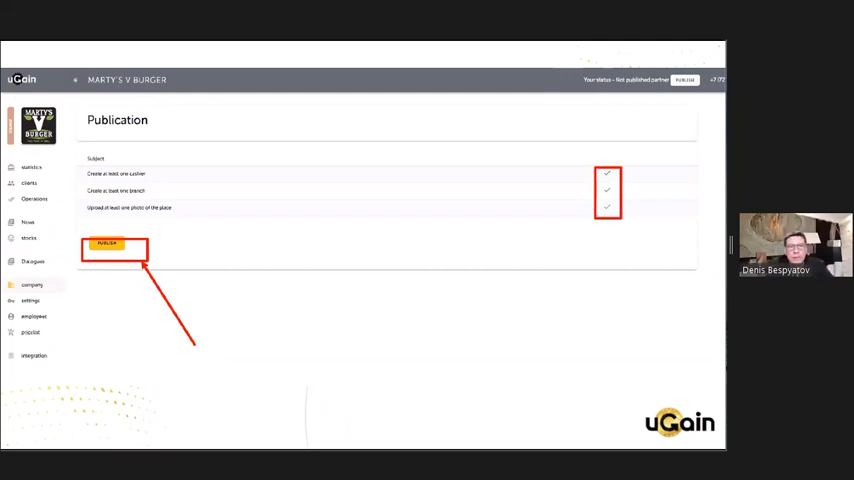 uGain
MARTY'S V BURGER
Your status - Not published partner
PUBLISH
+7 (72
MARTY'S
V
BURGER
Publication
Subject
Create at least one cashier
Create at least one branch
Upload at least one photo of the place
PUBLISH
statistics
clients
Operations
News
stocks
Dialogues
company
settings
employees
pricelist
integration
Denis Bespyatov
uGain